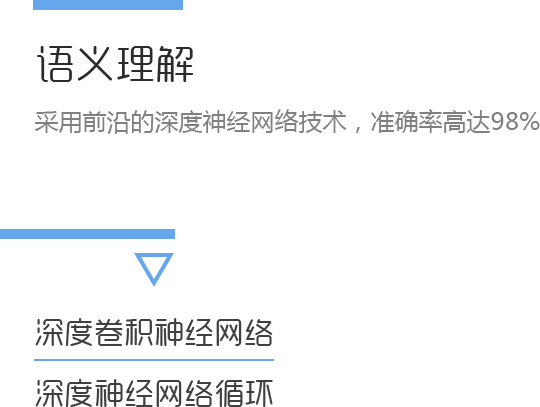 语义理解
采用前沿的深度神经网络技术，准确率高达98%
深度卷积神经网络
深度神经网络循环